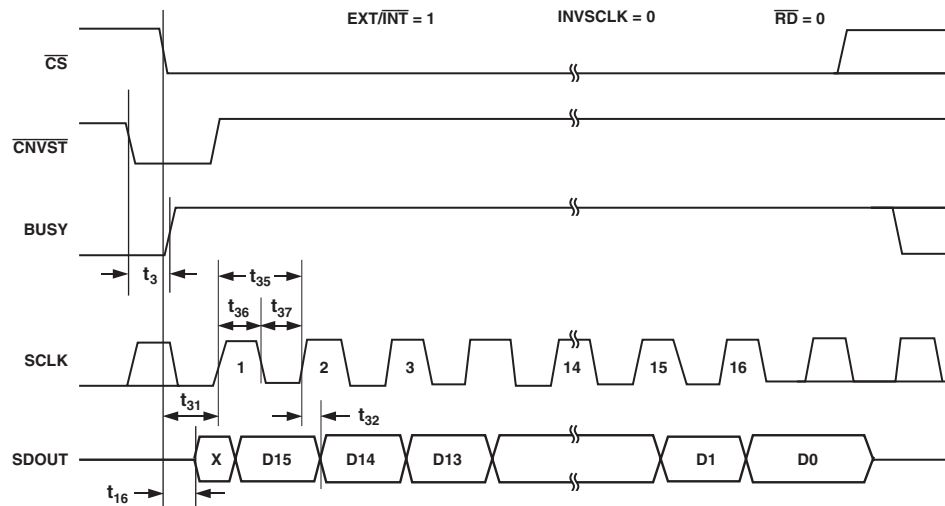 EXT/INT = 1 INVSCLK = 0 RD = 0
CS
CNVST
BUSY
t3 t35
t36 t37
SCLK 1 2 3 14 15 16
t31 t32
SDOUT X D15 D14 D13 D1 D0
t16